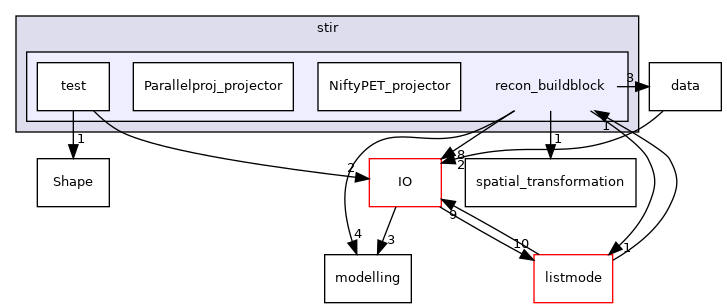 stir
test
Parallelproj_projector
NiftyPET_projector
recon_buildblock
3
data
1
1
1
8
2
2
Shape
IO
spatial_transformation
9
4
3
10
1
modelling
listmode